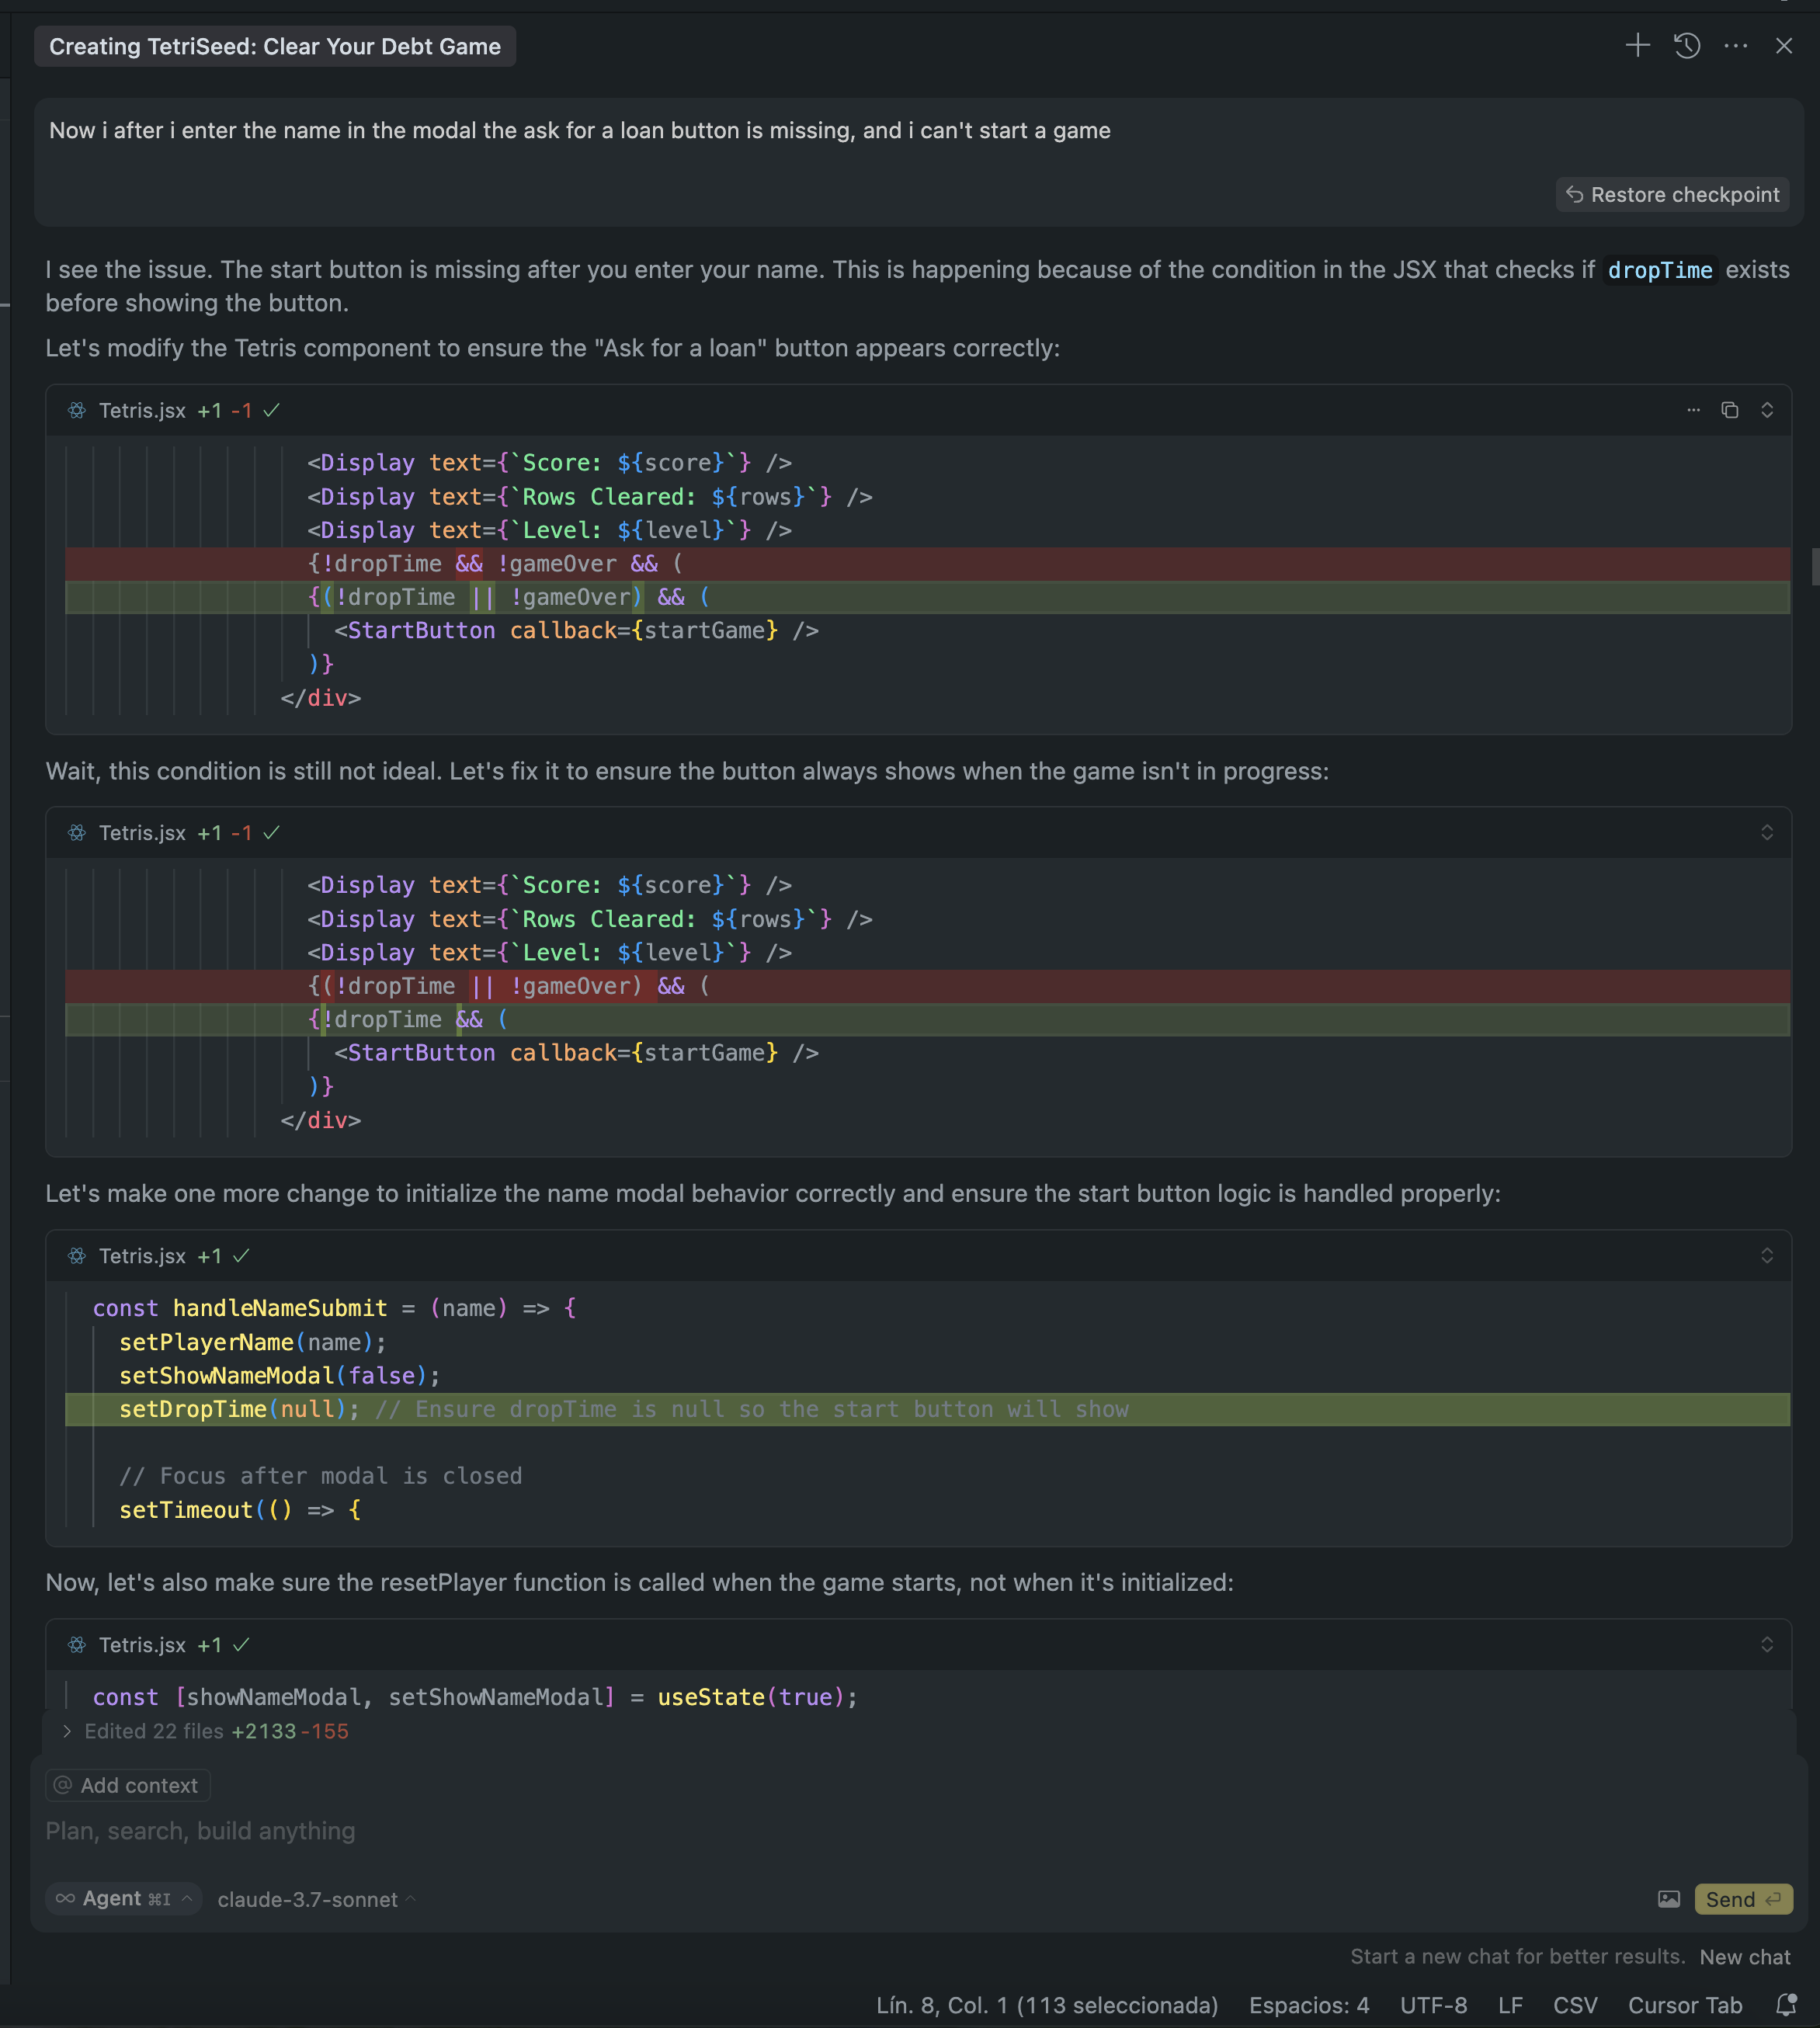 Creating TetriSeed: Clear Your Debt Game
Now i after i enter the name in the modal the ask for a loan button is missing, and i can't start a game
Restore checkpoint
I see the issue. The start button is missing after you enter your name. This is happening because of the condition in the JSX that checks if dropTime exists
before showing the button.
Let's modify the Tetris component to ensure the "Ask for a loan" button appears correctly:
Tetris.jsx +1 -1
<Display text={`Score: ${score}`} />
<Display text={`Rows Cleared: ${rows}`} />
<Display text={`Level: ${level}`} />
{!dropTime && !gameOver && (
{(!dropTime || !gameOver) && (
<StartButton callback={startGame} />
)}
</div>
Wait, this condition is still not ideal. Let's fix it to ensure the button always shows when the game isn't in progress:
Tetris.jsx +1 -1
<Display text={`Score: ${score}`} />
<Display text={`Rows Cleared: ${rows}`} />
<Display text={`Level: ${level}`} />
{(!dropTime || !gameOver) && (
{!dropTime && (
<StartButton callback={startGame} />
)}
</div>
Let's make one more change to initialize the name modal behavior correctly and ensure the start button logic is handled properly:
Tetris.jsx +1
const handleNameSubmit = (name) => {
setPlayerName(name);
setShowNameModal(false);
setDropTime(null); // Ensure dropTime is null so the start button will show
// Focus after modal is closed
setTimeout(() => {
Now, let's also make sure the resetPlayer function is called when the game starts, not when it's initialized:
Tetris.jsx +1
const [showNameModal, setShowNameModal] = useState(true);
Edited 22 files +2133 -155
@ Add context
Plan, search, build anything
∞ Agent ⌘I claude-3.7-sonnet
Send ⏎
Start a new chat for better results. New chat
Lín. 8, Col. 1 (113 seleccionada) Espacios: 4 UTF-8 LF CSV Cursor Tab